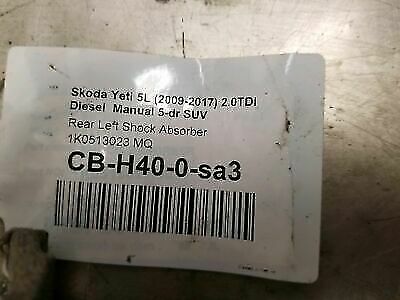 Skoda Yeti 5L (2009-2017) 2.0TDi
Diesel Manual 5-dr SUV
Rear Left Shock Absorber
1K0513023 MQ
CB-H40-0-sa3